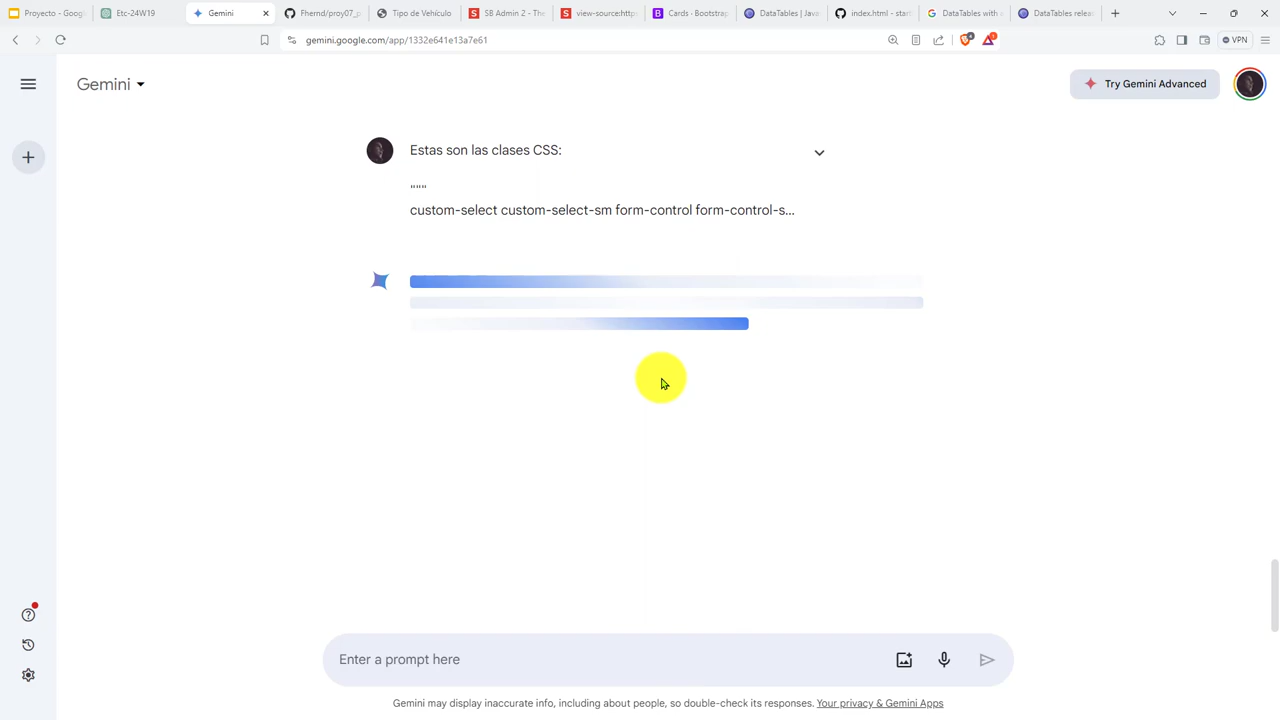 Proyecto - Goog
Etc-24W19
Gemini
Fhernd/proy07_p
Tipo de Vehículo
SB Admin 2 - The
view-source:http
Cards · Bootstrap
DataTables | Java
index.html - start
DataTables with v
DataTables relea
gemini.google.com/app/1332e641e13a7e61
4
1
VPN
Gemini
Try Gemini Advanced
Estas son las clases CSS:
"""
custom-select custom-select-sm form-control form-control-s...
Enter a prompt here
Gemini may display inaccurate info, including about people, so double-check its responses. Your privacy & Gemini Apps